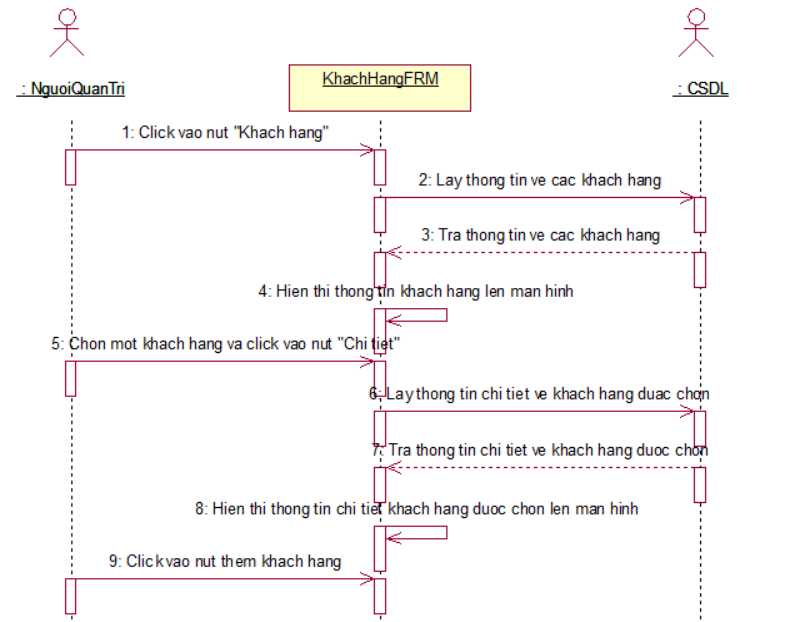 : NguoiQuanTri
KhachHangFRM
: CSDL
1: Click vao nut "Khach hang"
2: Lay thong tin ve cac khach hang
3: Tra thong tin ve cac khach hang
4: Hien thi thong tin khach hang len man hinh
5: Chon mot khach hang va click vao nut "Chi tiet"
6: Lay thong tin chi tiet ve khach hang duac chon
7: Tra thong tin chi tiet ve khach hang duoc chon
8: Hien thi thong tin chi tiet khach hang duoc chon len man hinh
9: Click vao nut them khach hang